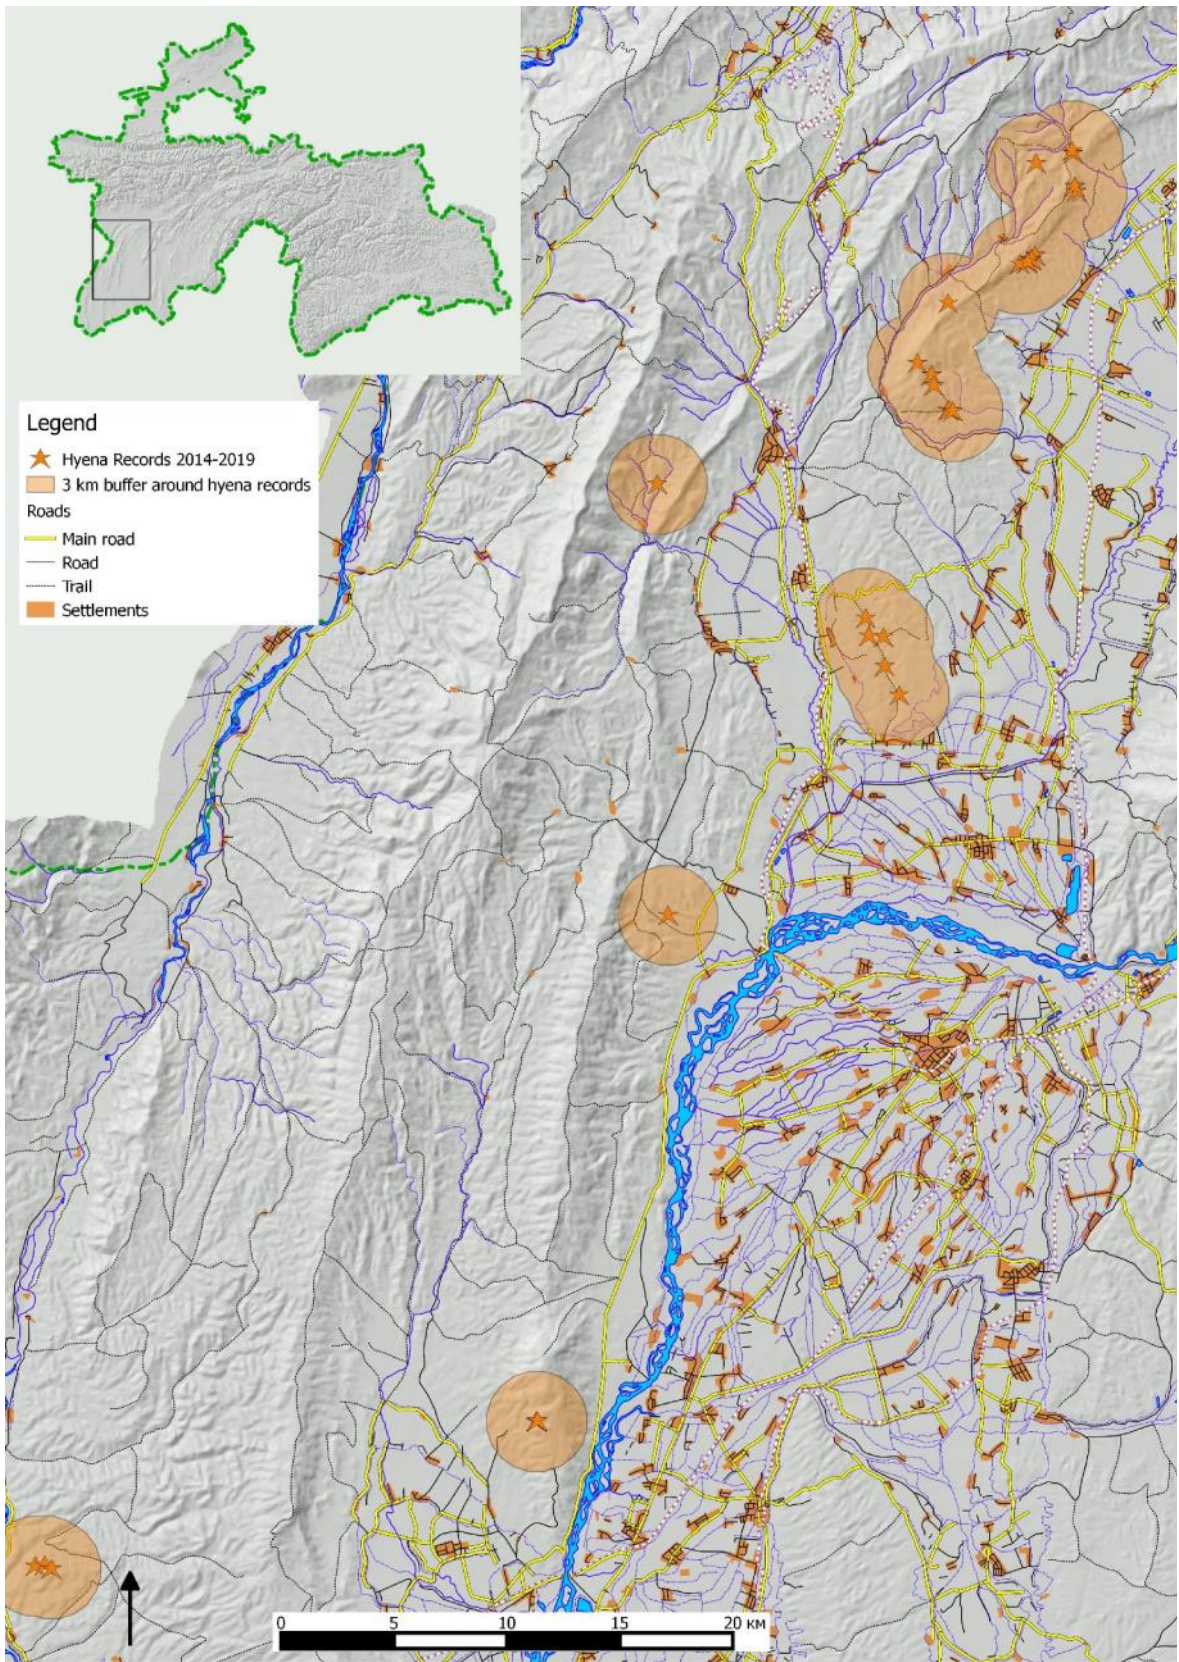 Legend
Hyena Records 2014-2019
3 km buffer around hyena records
Roads
Main road
Road
Trail
Settlements
0 5 10 15 20 км